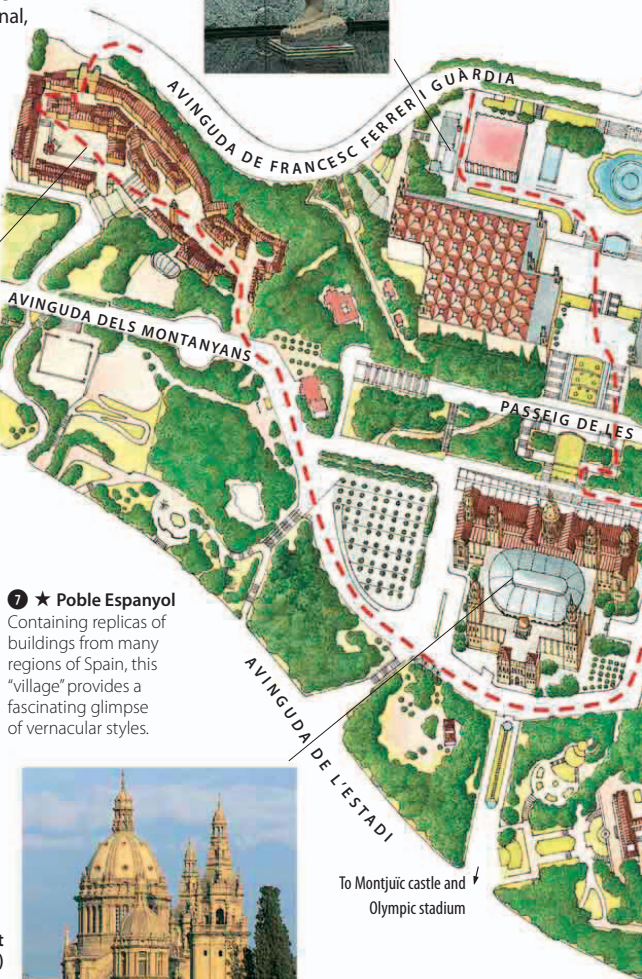 nal,
AVINGUDA DE FRANCESC FERRER I GUÀRDIA
AVINGUDA DELS MONTANYANS
PASSEIG DE LES
7 ★ Poble Espanyol
Containing replicas of
buildings from many
regions of Spain, this
“village” provides a
fascinating glimpse
of vernacular styles.
AVINGUDA DE L'ESTADI
To Montjuïc castle and
Olympic stadium
t
)